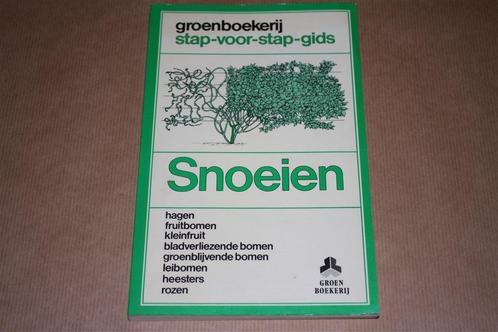 groenboekerij
stap-voor-stap-gids
Snoeien
hagen
fruitbomen
kleinfruit
bladverliezende bomen
groenblijvende bomen
leibomen
heesters
rozen
GROEN
BOEKERIJ